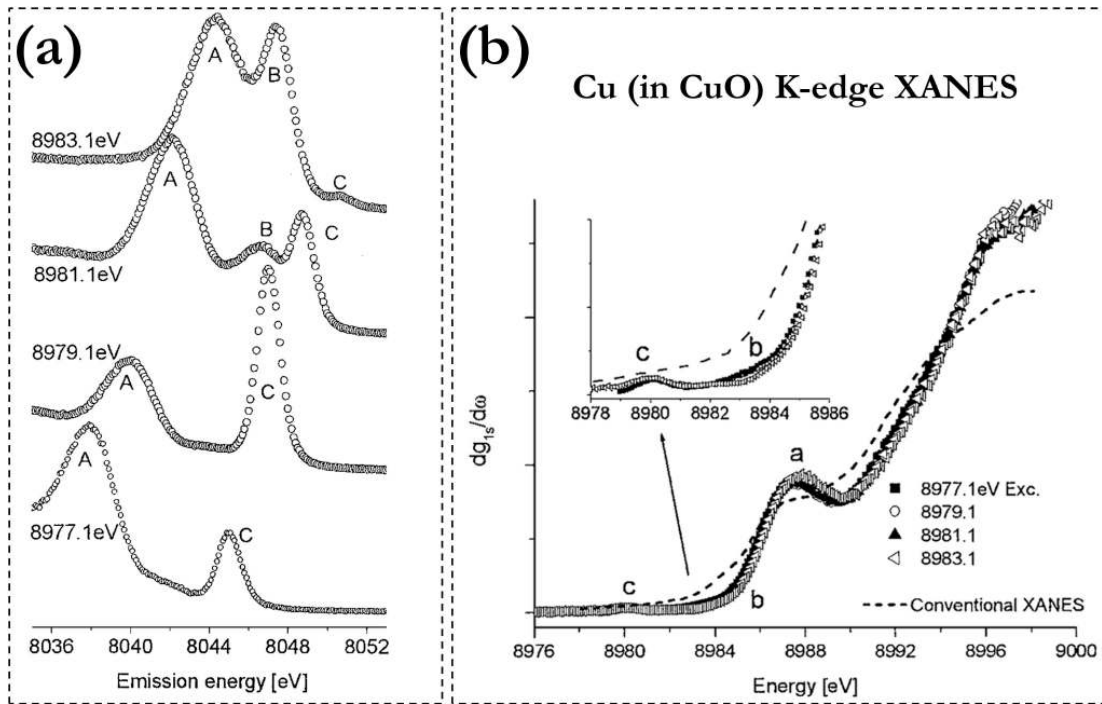 (a)
A
B
8983.1eV
C
A
B
C
8981.1eV
8979.1eV
A
C
A
8977.1eV
C
8036 8040 8044 8048 8052
Emission energy [eV]
(b)
Cu (in CuO) K-edge XANES
c
b
8978 8980 8982 8984 8986
dg1s/dω
a
8977.1eV Exc.
8979.1
8981.1
8983.1
c
b
Conventional XANES
8976 8980 8984 8988 8992 8996 9000
Energy [eV]